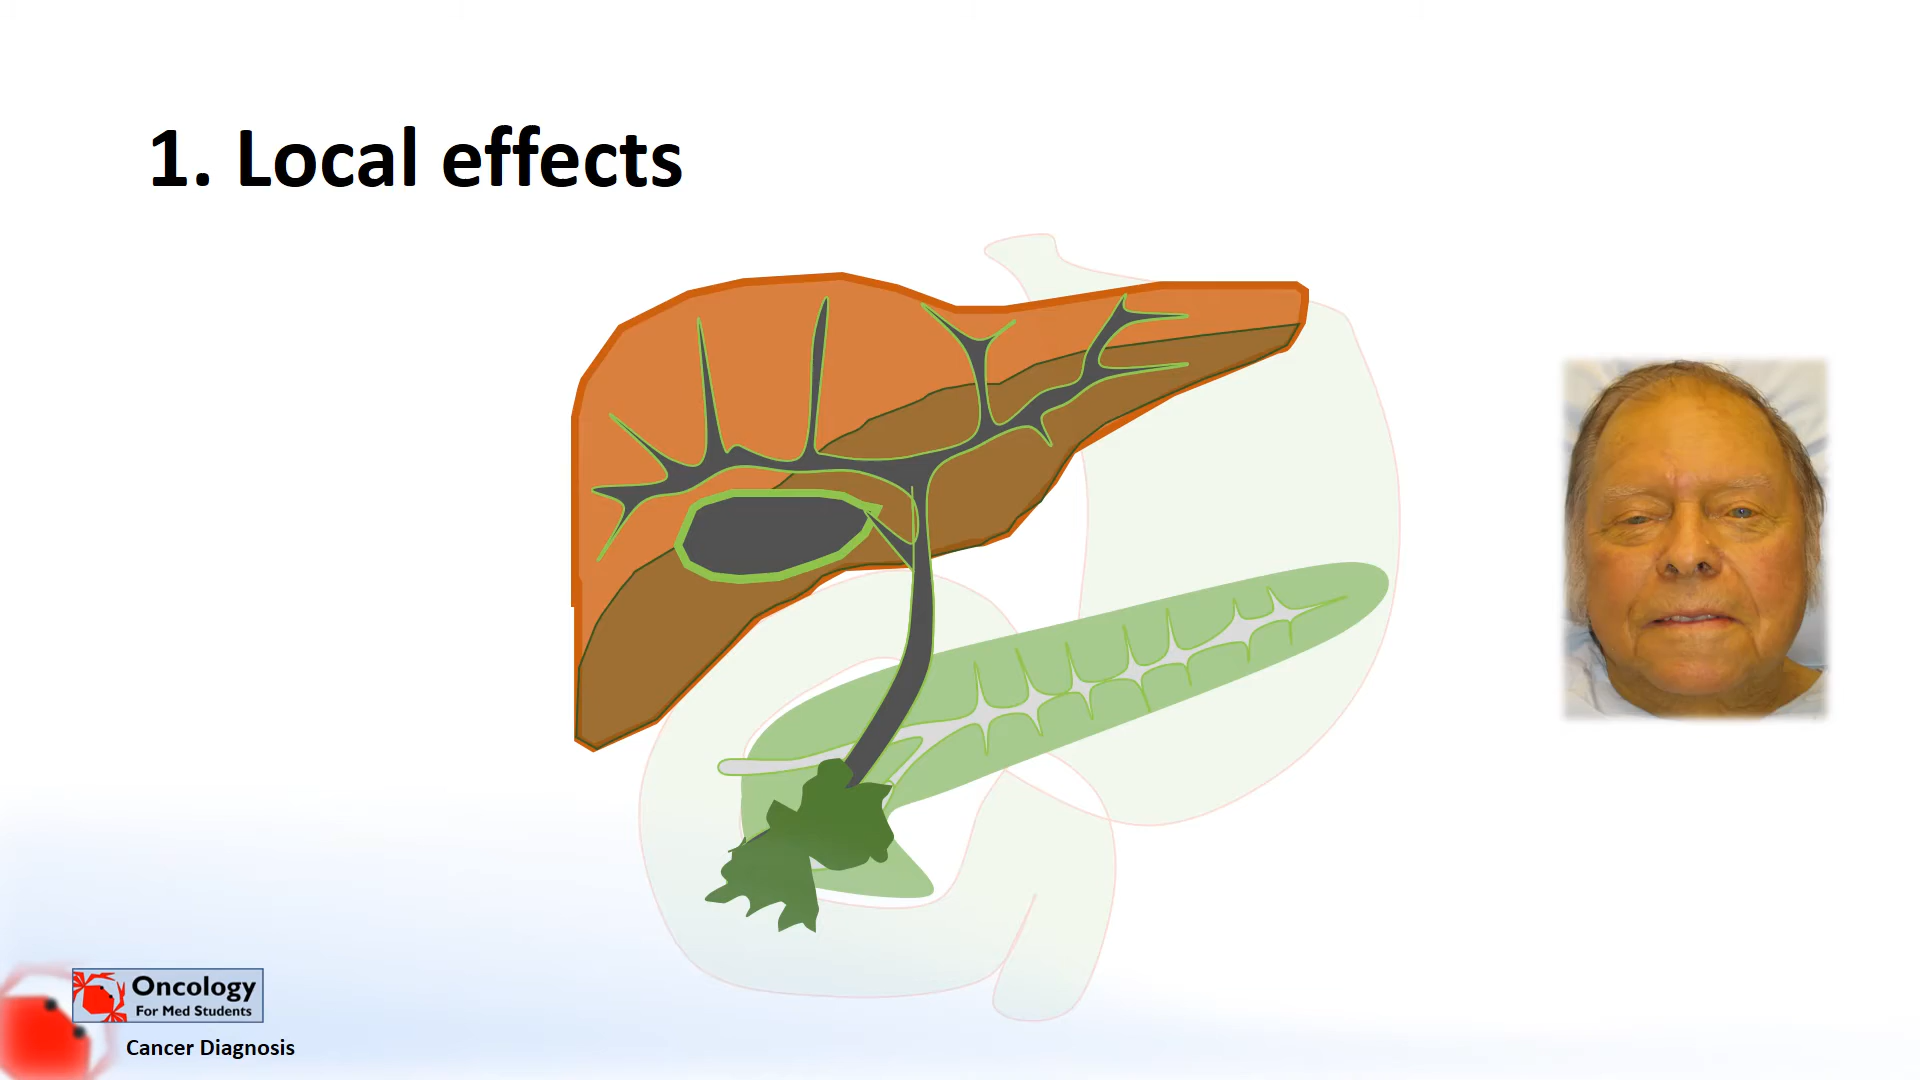 1. Local effects
Oncology
For Med Students
Cancer Diagnosis